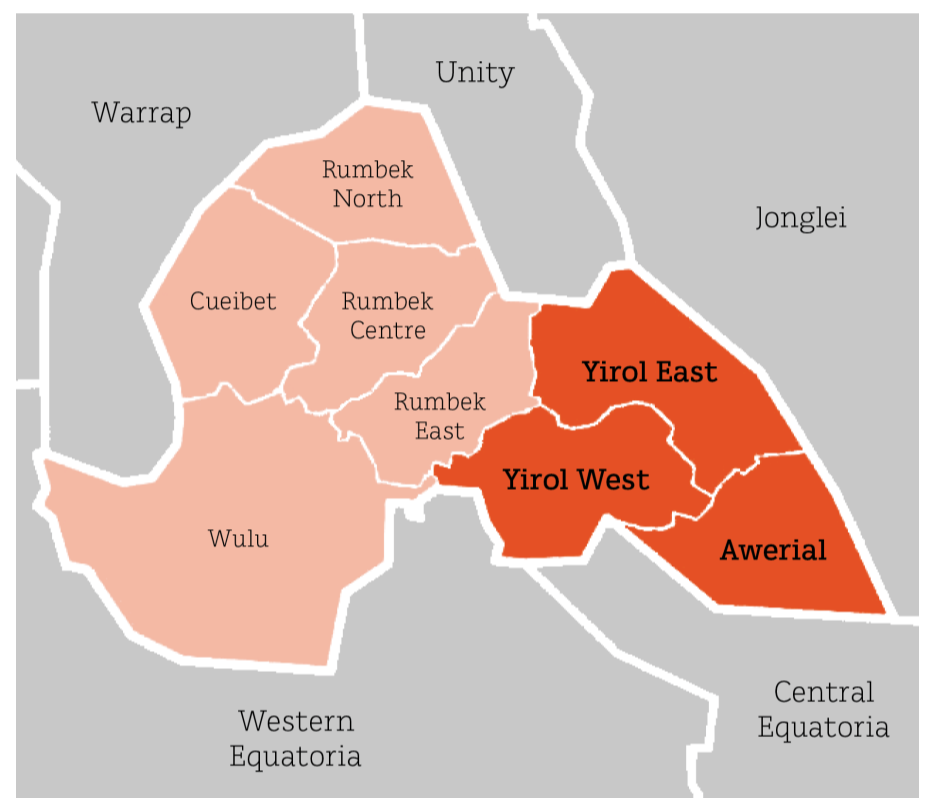 Unity
Warrap
Rumbek
North
Jonglei
Cueibet
Rumbek
Centre
Yirol East
Rumbek
East
Yirol West
Wulu
Awerial
Central
Equatoria
Western
Equatoria